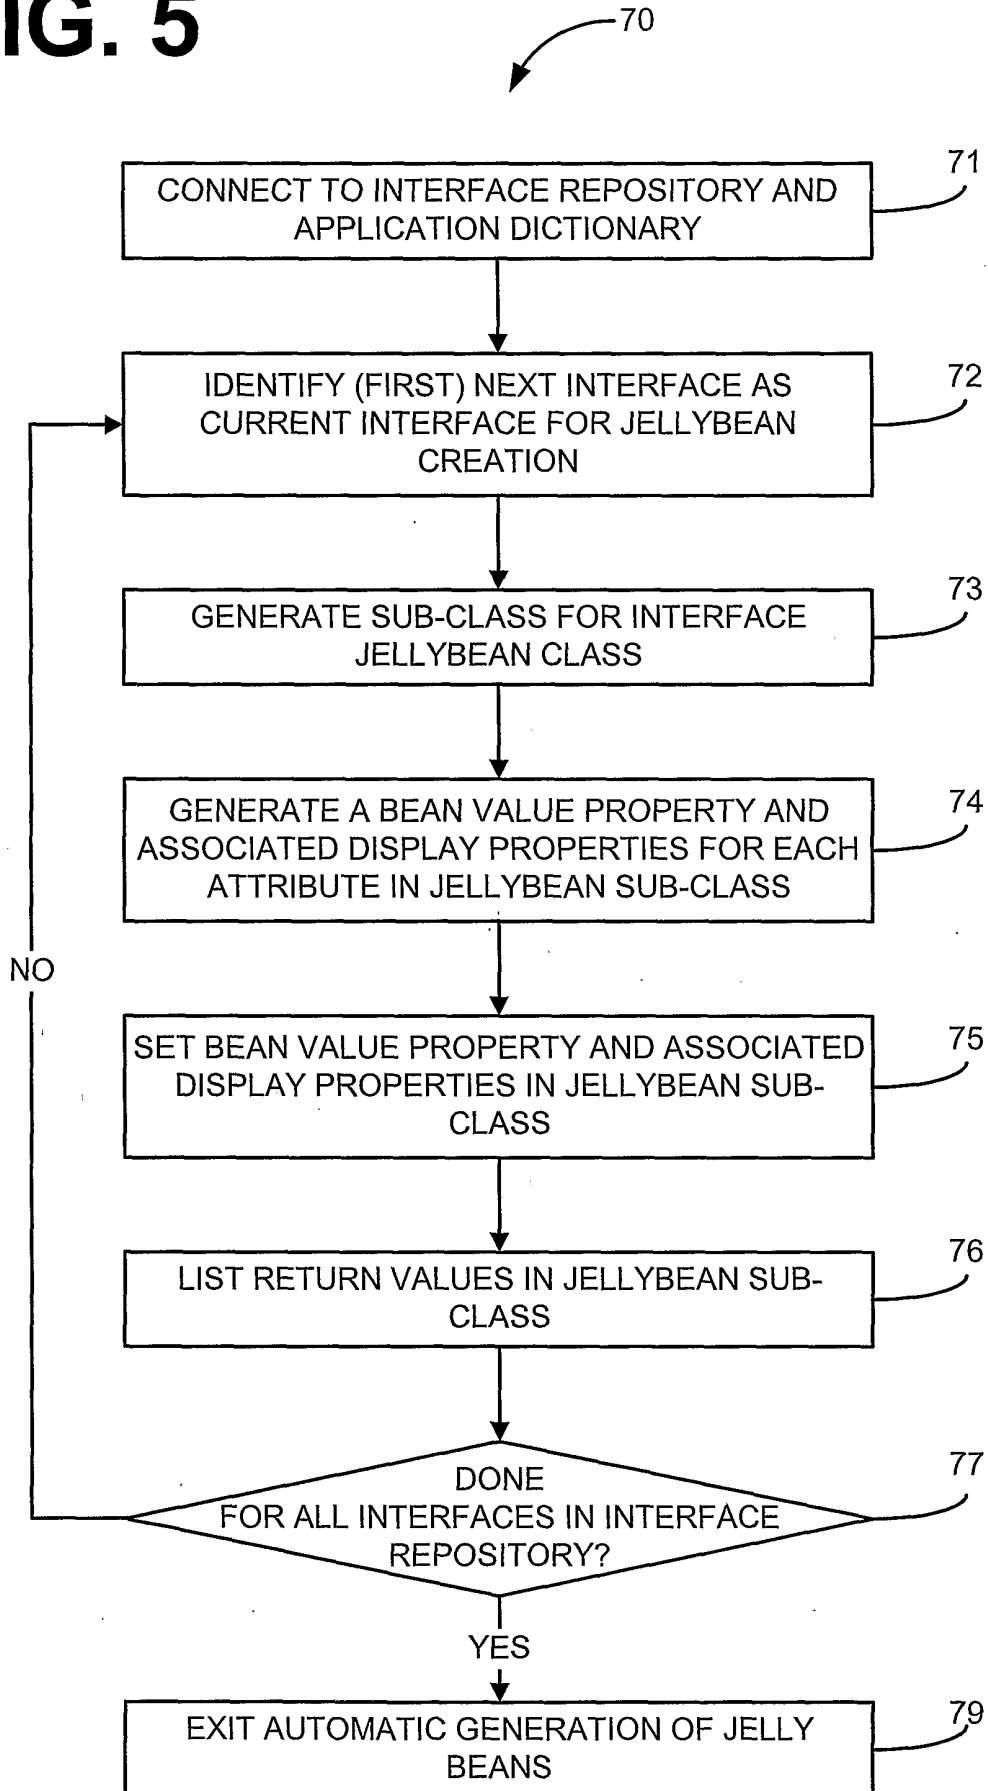 IG. 5
70
71
CONNECT TO INTERFACE REPOSITORY AND
APPLICATION DICTIONARY
72
IDENTIFY (FIRST) NEXT INTERFACE AS
CURRENT INTERFACE FOR JELLYBEAN
CREATION
73
GENERATE SUB-CLASS FOR INTERFACE
JELLYBEAN CLASS
74
GENERATE A BEAN VALUE PROPERTY AND
ASSOCIATED DISPLAY PROPERTIES FOR EACH
ATTRIBUTE IN JELLYBEAN SUB-CLASS
NO
75
SET BEAN VALUE PROPERTY AND ASSOCIATED
DISPLAY PROPERTIES IN JELLYBEAN SUB-
CLASS
76
LIST RETURN VALUES IN JELLYBEAN SUB-
CLASS
77
DONE
FOR ALL INTERFACES IN INTERFACE
REPOSITORY?
YES
79
EXIT AUTOMATIC GENERATION OF JELLY
BEANS